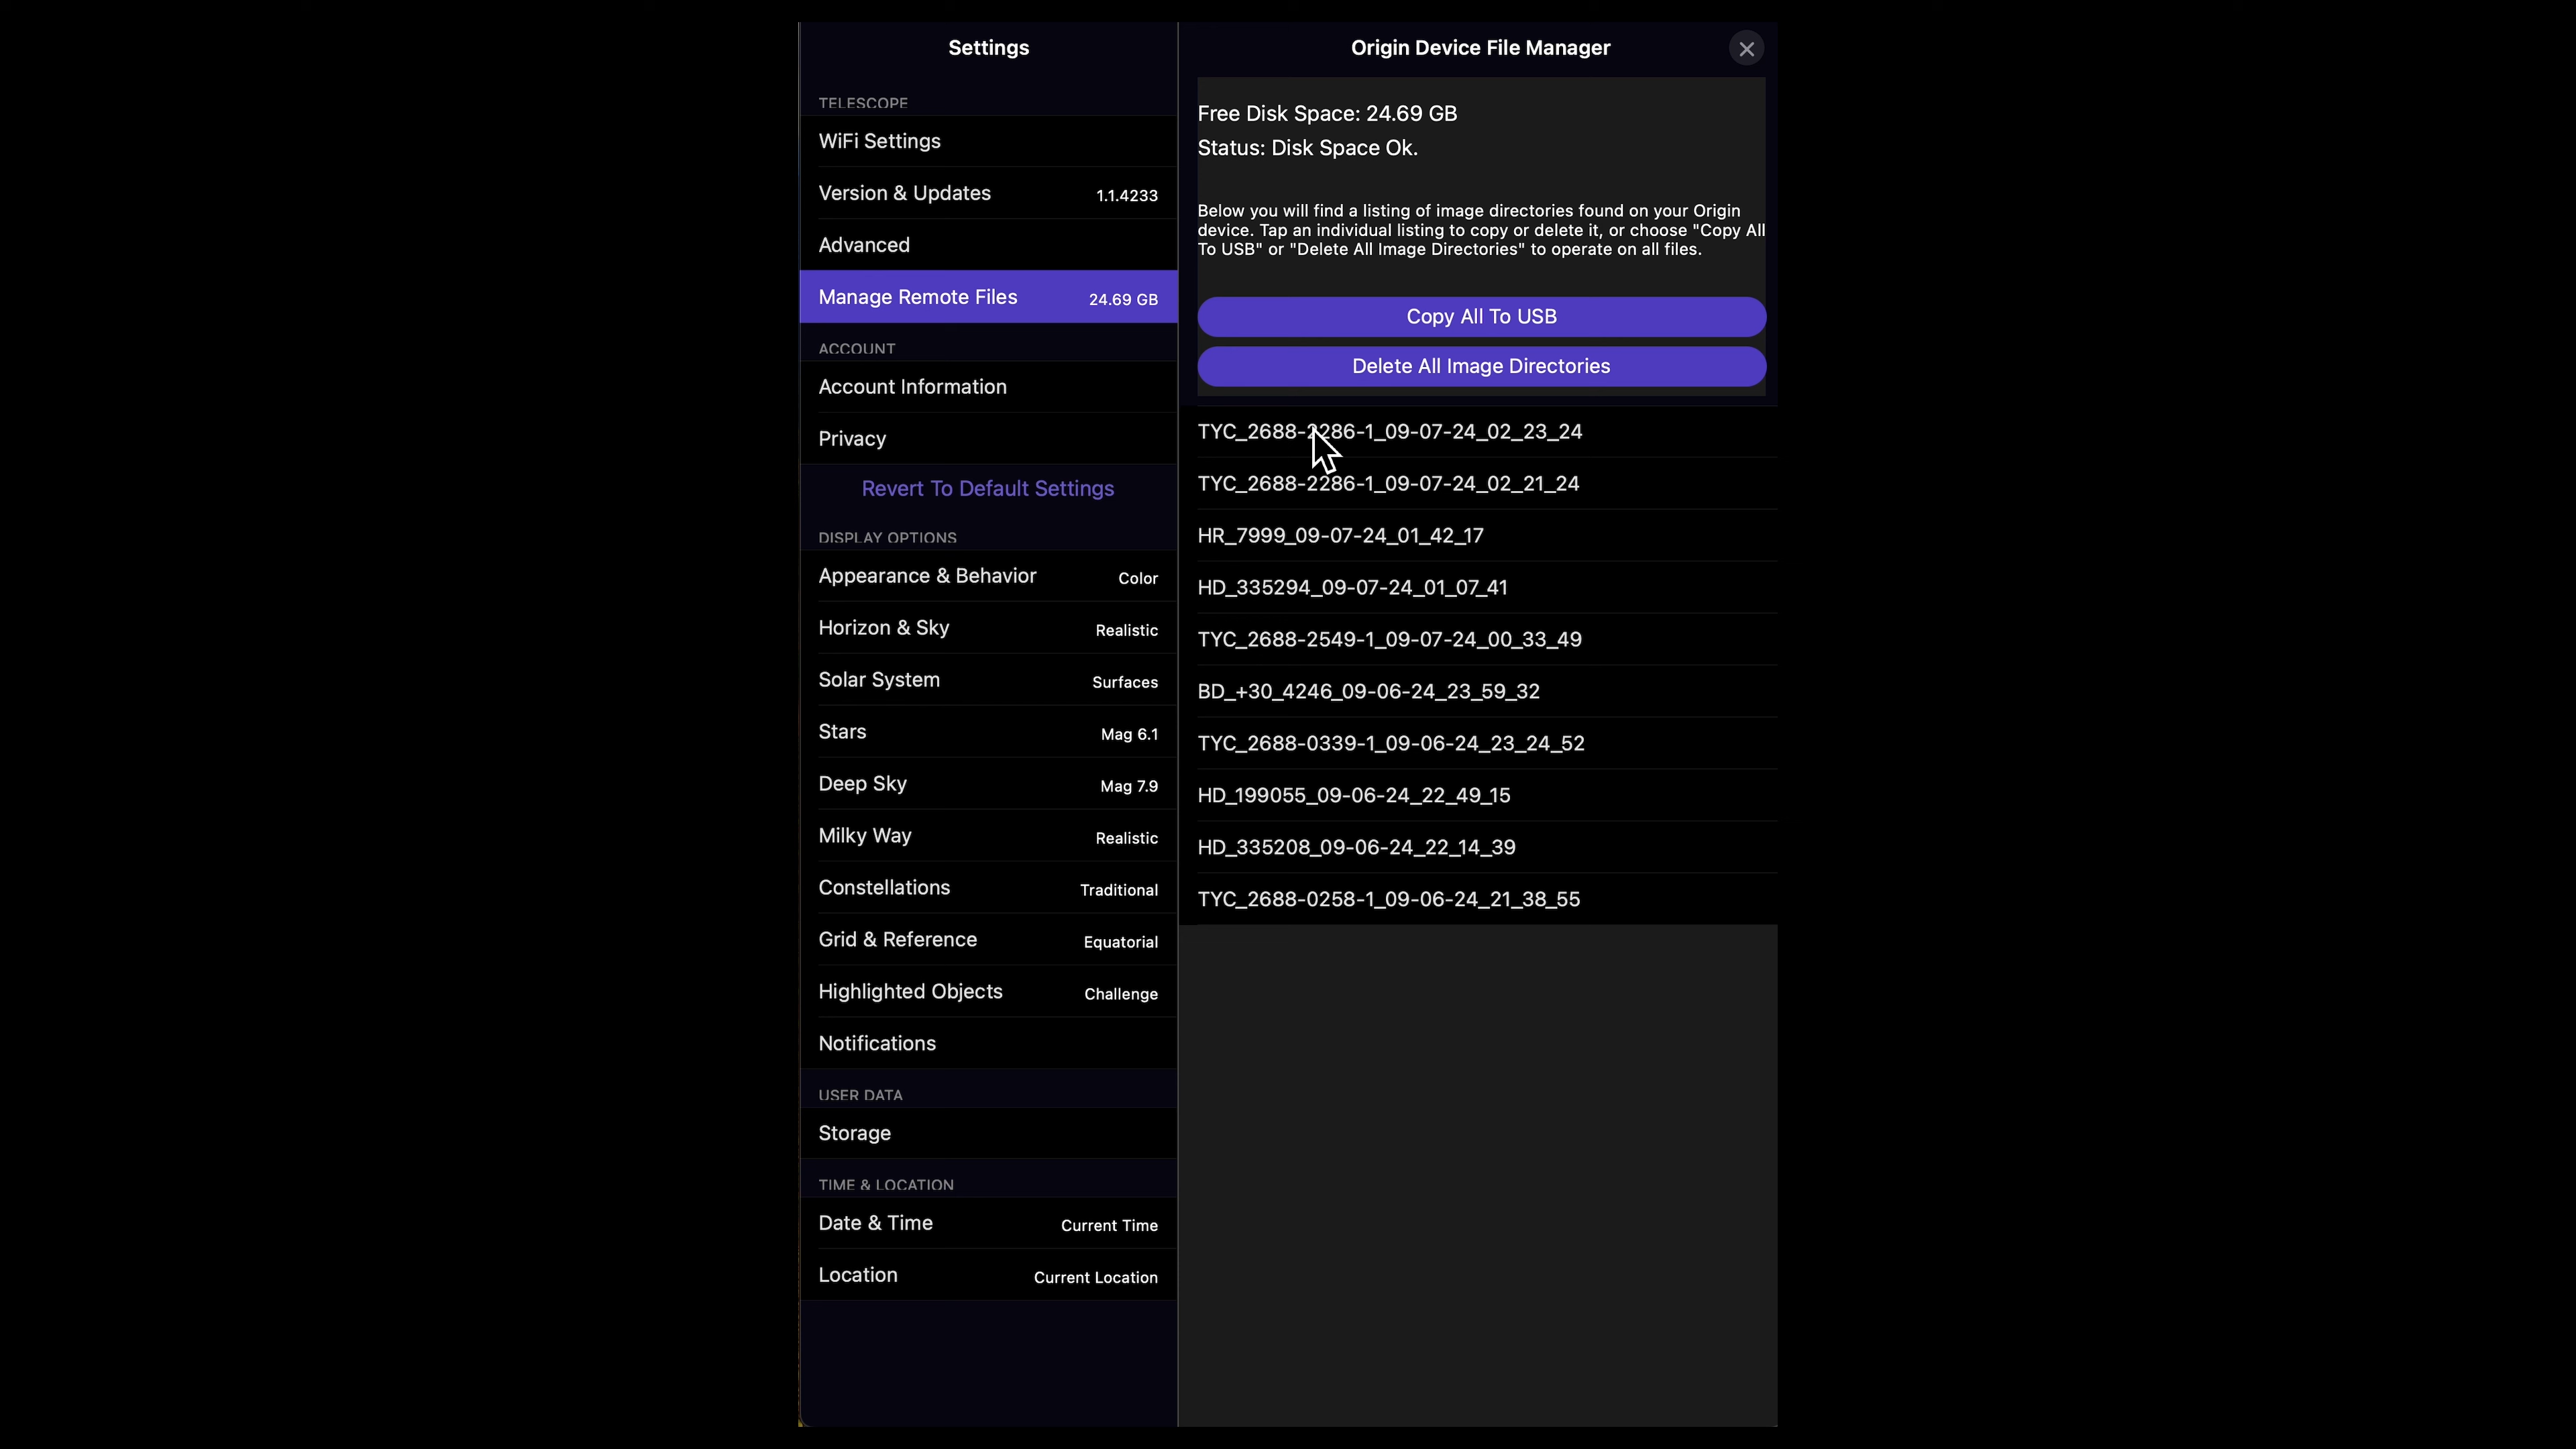 Settings
TELESCOPE
WiFi Settings
Version & Updates 1.1.4233
Advanced
Manage Remote Files 24.69 GB
ACCOUNT
Account Information
Privacy
Revert To Default Settings
DISPLAY OPTIONS
Appearance & Behavior Color
Horizon & Sky Realistic
Solar System Surfaces
Stars Mag 6.1
Deep Sky Mag 7.9
Milky Way Realistic
Constellations Traditional
Grid & Reference Equatorial
Highlighted Objects Challenge
Notifications
USER DATA
Storage
TIME & LOCATION
Date & Time Current Time
Location Current Location
Origin Device File Manager
Free Disk Space: 24.69 GB
Status: Disk Space Ok.
Below you will find a listing of image directories found on your Origin
device. Tap an individual listing to copy or delete it, or choose "Copy All
To USB" or "Delete All Image Directories" to operate on all files.
Copy All To USB
Delete All Image Directories
TYC_2688-2286-1_09-07-24_02_23_24
TYC_2688-2286-1_09-07-24_02_21_24
HR_7999_09-07-24_01_42_17
HD_335294_09-07-24_01_07_41
TYC_2688-2549-1_09-07-24_00_33_49
BD_+30_4246_09-06-24_23_59_32
TYC_2688-0339-1_09-06-24_23_24_52
HD_199055_09-06-24_22_49_15
HD_335208_09-06-24_22_14_39
TYC_2688-0258-1_09-06-24_21_38_55